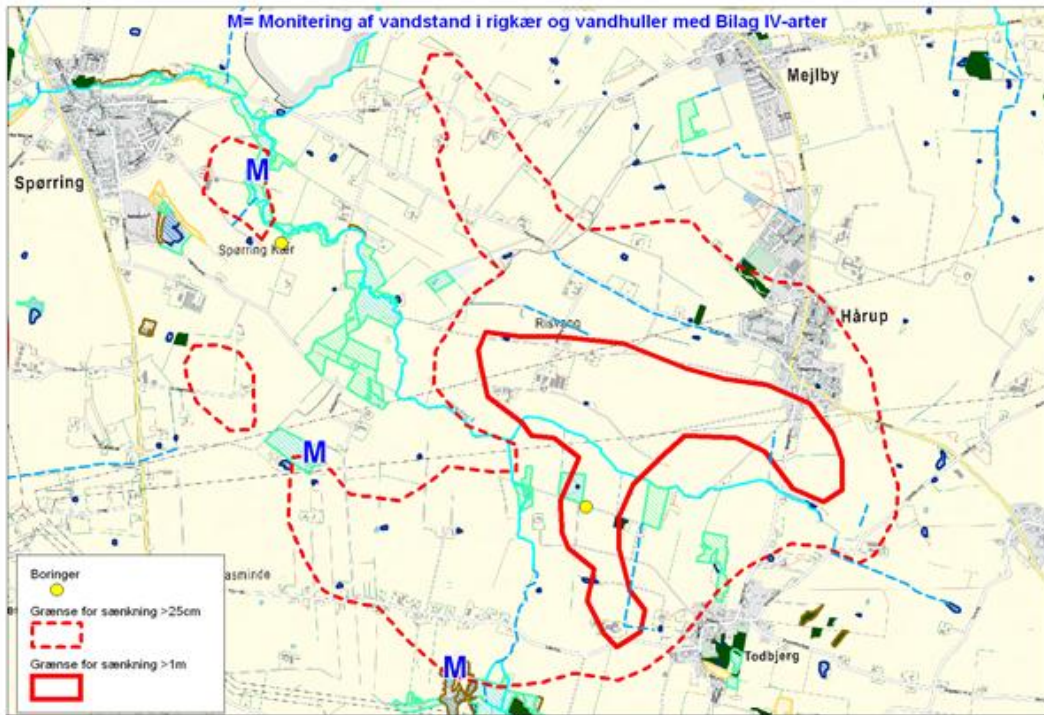 M= Monitering af vandstand i rigkær og vandhuller med Bilag IV-arter
Mejlby
M
Spørring
Spørring Kær
Hårup
Risvang
M
Boringer
asminde
Grænse for sænkning >25cm
M
Todbjerg
Grænse for sænkning >1m